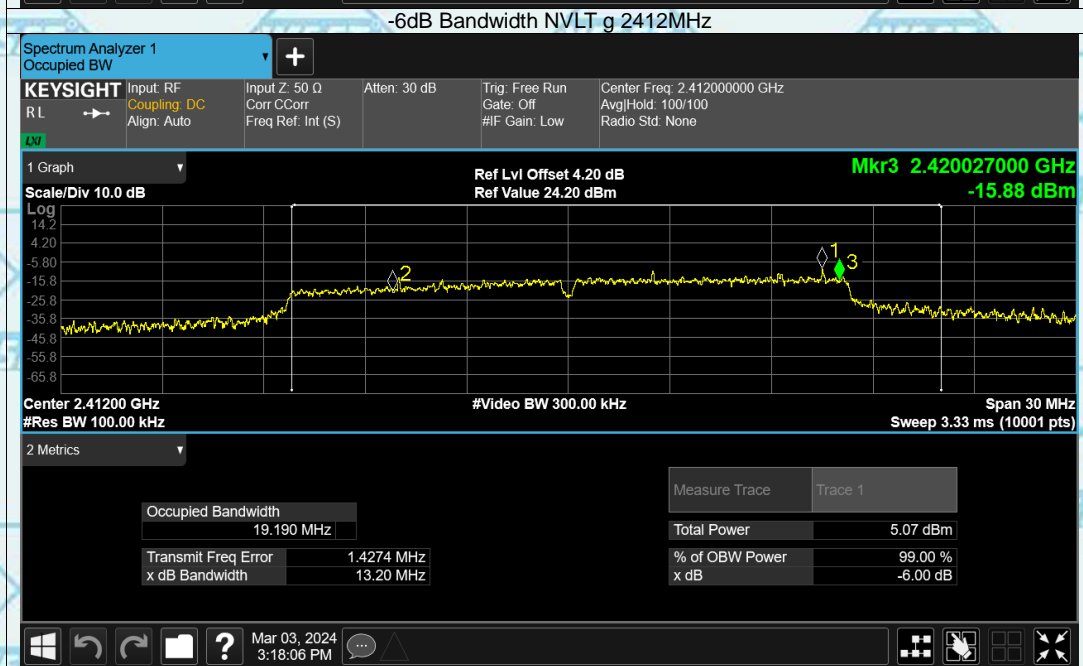 -6dB Bandwidth NVLT g 2412MHz
Spectrum Analyzer 1
Occupied BW
+
KEYSIGHT
Input: RF
Input Z: 50 Ω
Atten: 30 dB
Trig: Free Run
Center Freq: 2.412000000 GHz
Coupling: DC
Corr CCorr
Gate: Off
Avg|Hold: 100/100
RL
Align: Auto
Freq Ref: Int (S)
#IF Gain: Low
Radio Std: None
LXI
1 Graph
Ref Lvl Offset 4.20 dB
Mkr3 2.420027000 GHz
Scale/Div 10.0 dB
Ref Value 24.20 dBm
-15.88 dBm
Log
14.2
4.20
-5.80
-15.8
-25.8
-35.8
-45.8
-55.8
-65.8
2
1
3
Center 2.41200 GHz
#Video BW 300.00 kHz
Span 30 MHz
#Res BW 100.00 kHz
Sweep 3.33 ms (10001 pts)
2 Metrics
Measure Trace
Trace 1
Occupied Bandwidth
19.190 MHz
Total Power
5.07 dBm
Transmit Freq Error
1.4274 MHz
% of OBW Power
99.00 %
x dB Bandwidth
13.20 MHz
x dB
-6.00 dB
?
Mar 03, 2024
3:18:06 PM